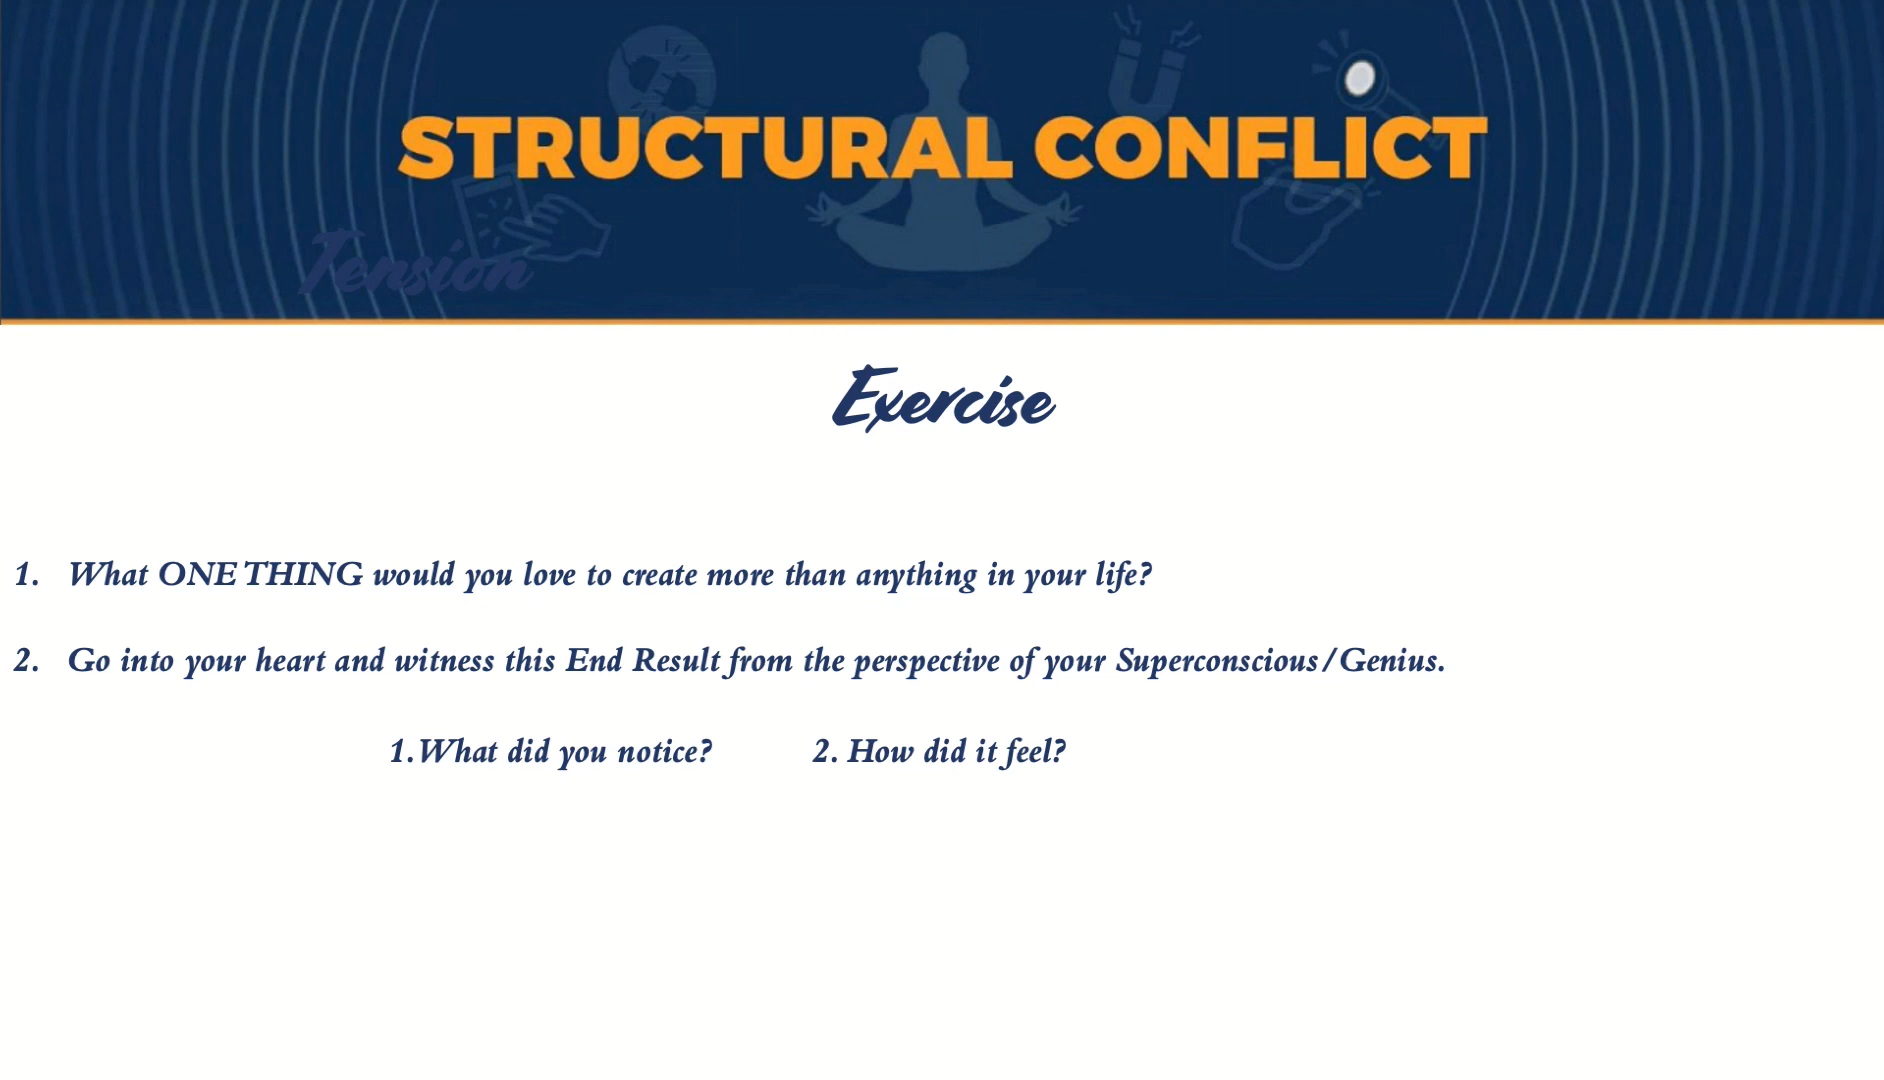 STRUCTURAL CONFLICT
Tension
Exercise
1. What ONE THING would you love to create more than anything in your life?
2. Go into your heart and witness this End Result from the perspective of your Superconscious/Genius.
1.What did you notice? 2. How did it feel?